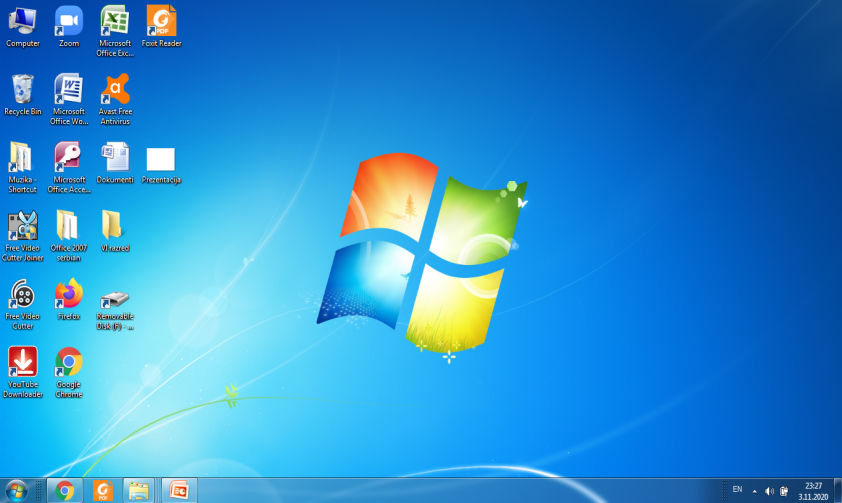 Computer
Zoom
Microsoft
Office Exc...
Foxit Reader
Recycle Bin
Microsoft
Office Wo...
Avast Free
Antivirus
Muzika -
Shortcut
Microsoft
Office Acce...
Dokumenti
Prezentacija
Free Video
Cutter Joiner
Office 2007
serbian
VI razred
Free Video
Cutter
Firefox
Removable
Disk (F) - ...
YouTube
Downloader
Google
Chrome
PDF
PDF
EN
23:27
3.11.2020